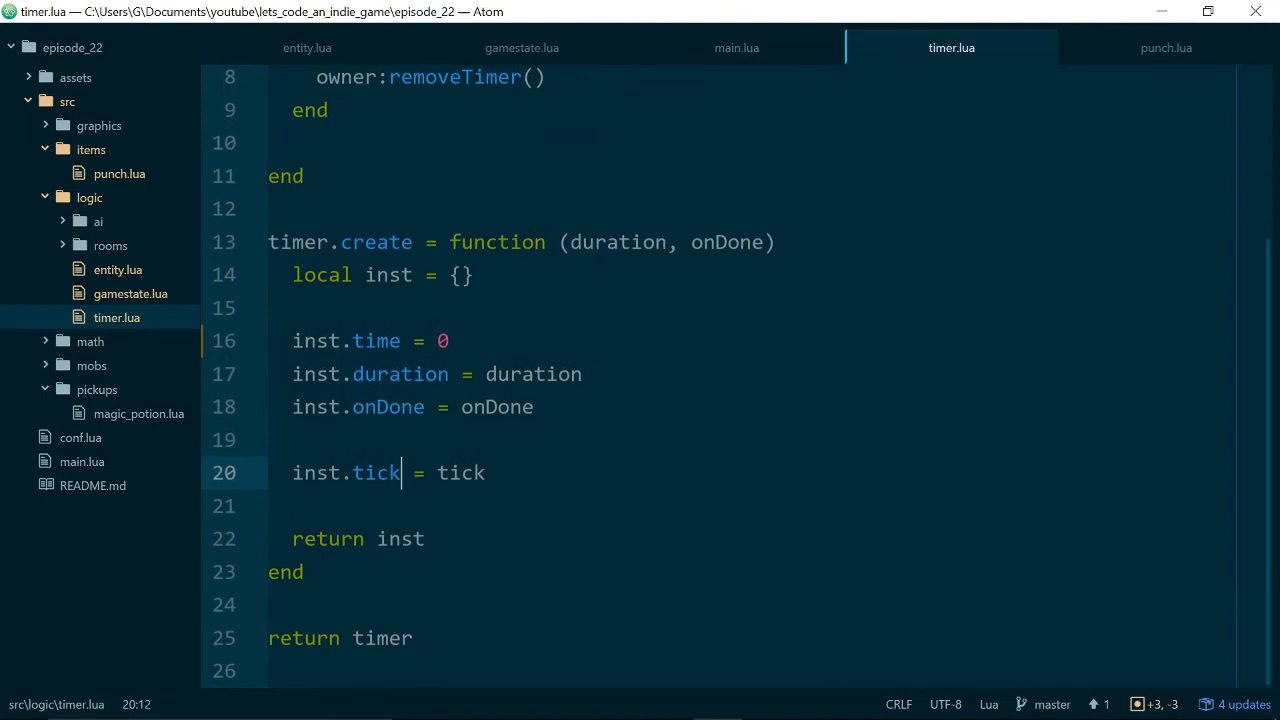 timer.lua — C:\Users\G\Documents\youtube\lets_code_an_indie_game\episode_22 — Atom
episode_22
assets
src
graphics
items
punch.lua
logic
ai
rooms
entity.lua
gamestate.lua
timer.lua
math
mobs
pickups
magic_potion.lua
conf.lua
main.lua
README.md
entity.lua gamestate.lua main.lua timer.lua punch.lua
8 owner:removeTimer()
9 end
10
11 end
12
13 timer.create = function (duration, onDone)
14 local inst = {}
15
16 inst.time = 0
17 inst.duration = duration
18 inst.onDone = onDone
19
20 inst.tick = tick
21
22 return inst
23 end
24
25 return timer
26
src\logic\timer.lua 20:12 CRLF UTF-8 Lua master 1 +3, -3 4 updates